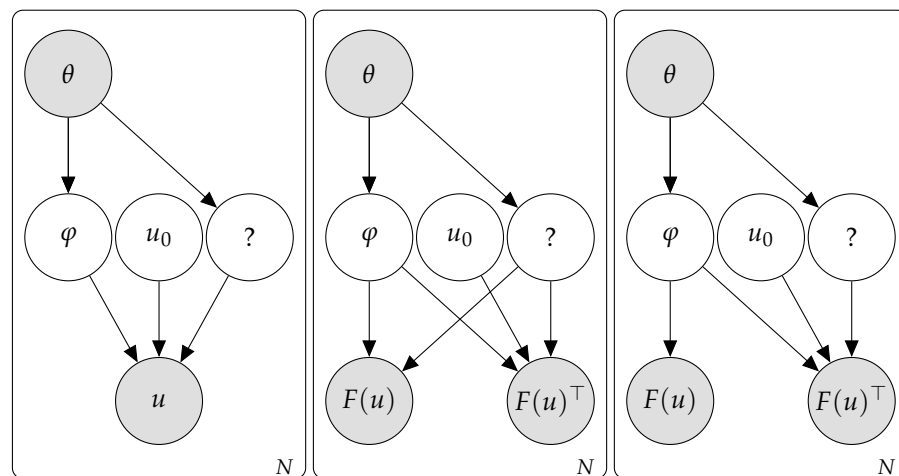 θ θ θ
φ u₀ ? φ u₀ ? φ u₀ ?
u F(u) F(u)⊤ F(u) F(u)⊤
N N N